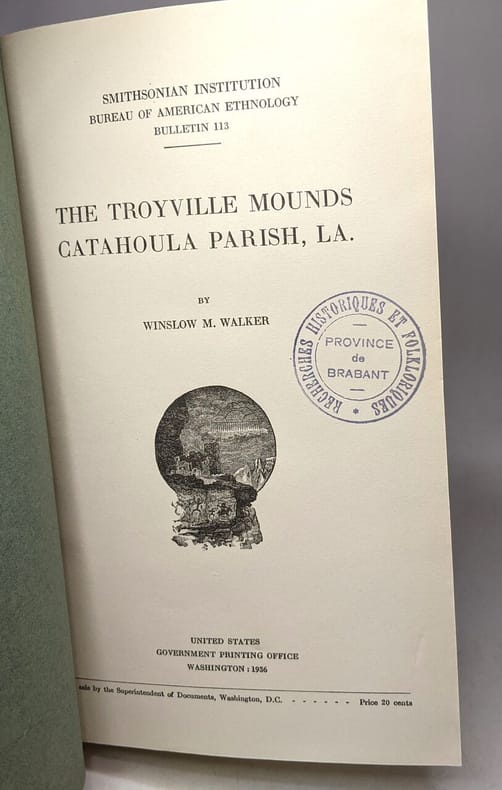 SMITHSONIAN INSTITUTION
BUREAU OF AMERICAN ETHNOLOGY
BULLETIN 113
THE TROYVILLE MOUNDS
CATAHOULA PARISH, LA.
BY
WINSLOW M. WALKER
RECHERCHES HISTORIQUES ET FOLKLORIQUES *
PROVINCE
de
BRABANT
UNITED STATES
GOVERNMENT PRINTING OFFICE
WASHINGTON : 1936
by the Superintendent of Documents, Washington, D.C. - - - - - - Price 20 cents